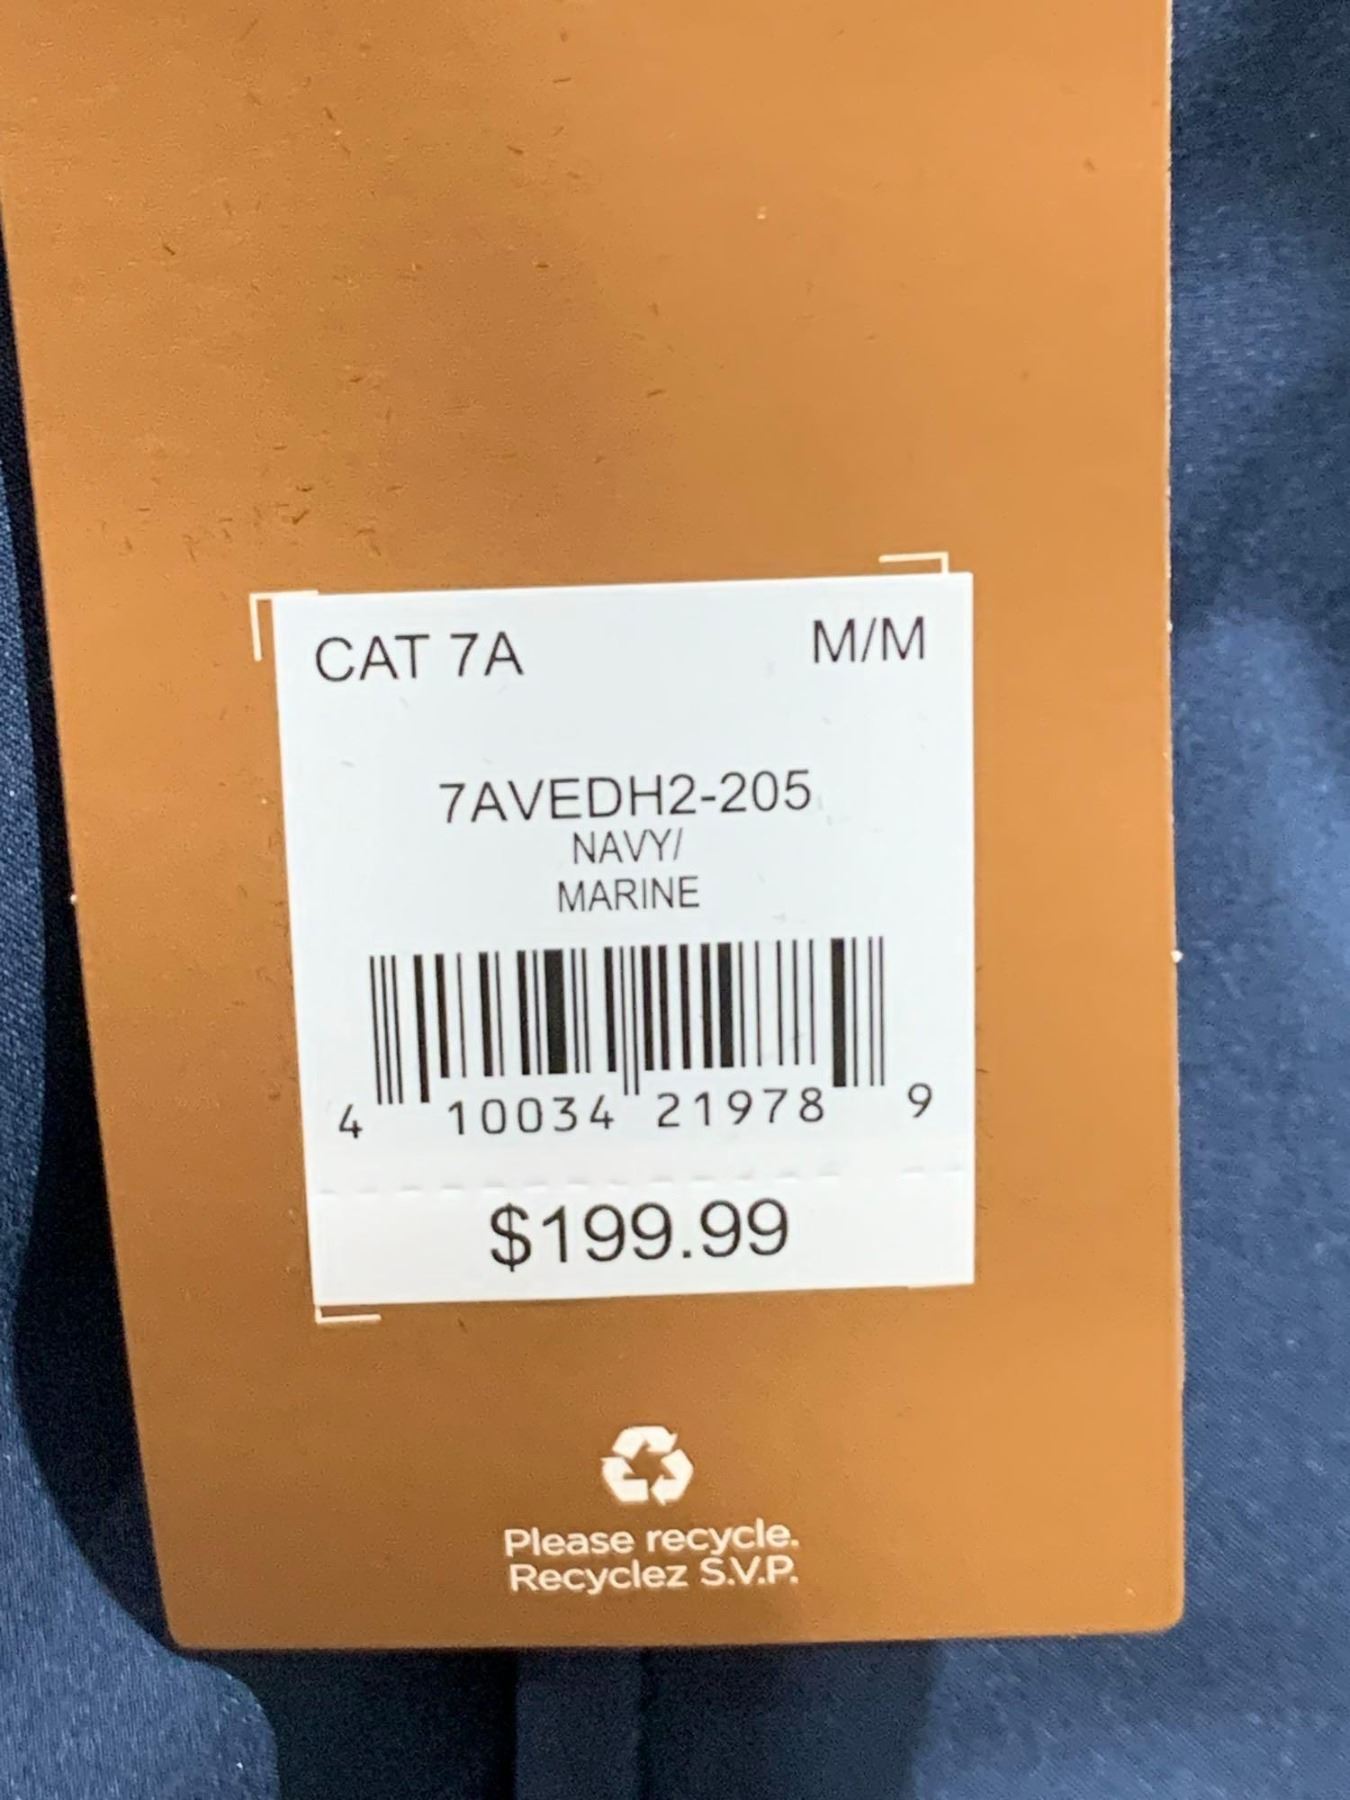 CAT 7A M/M
7AVEDH2-205
NAVY/
MARINE
4 10034 21978 9
$199.99
Please recycle.
Recyclez S.V.P.